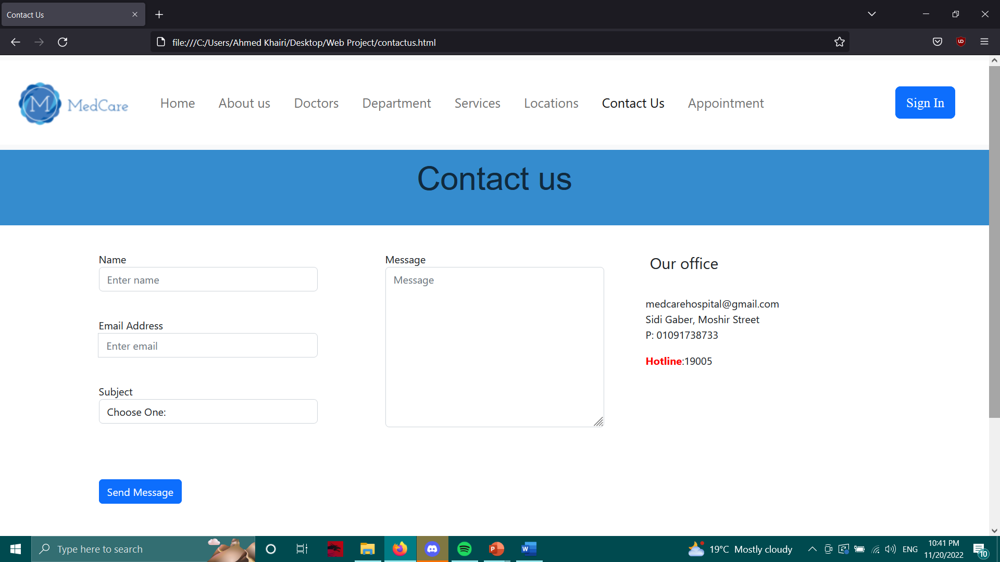 Contact Us
file:///C:/Users/Ahmed Khairi/Desktop/Web Project/contactus.html
M MedCare Home About us Doctors Department Services Locations Contact Us Appointment Sign In
Contact us
Name
Enter name
Email Address
Enter email
Subject
Choose One:
Send Message
Message
Message
Our office
medcarehospital@gmail.com
Sidi Gaber, Moshir Street
P: 01091738733
Hotline:19005
Type here to search
P
W
19°C Mostly cloudy
ENG
10:41 PM
11/20/2022
10